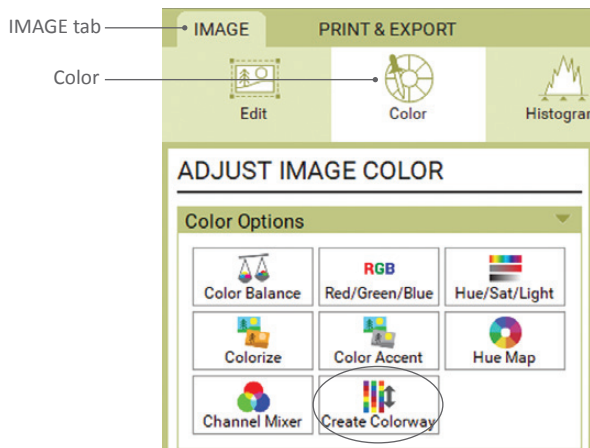 IMAGE tab IMAGE PRINT & EXPORT
Color
Edit Color Histogram
ADJUST IMAGE COLOR
Color Options
RGB
Color Balance Red/Green/Blue Hue/Sat/Light
Colorize Color Accent Hue Map
Channel Mixer Create Colorway